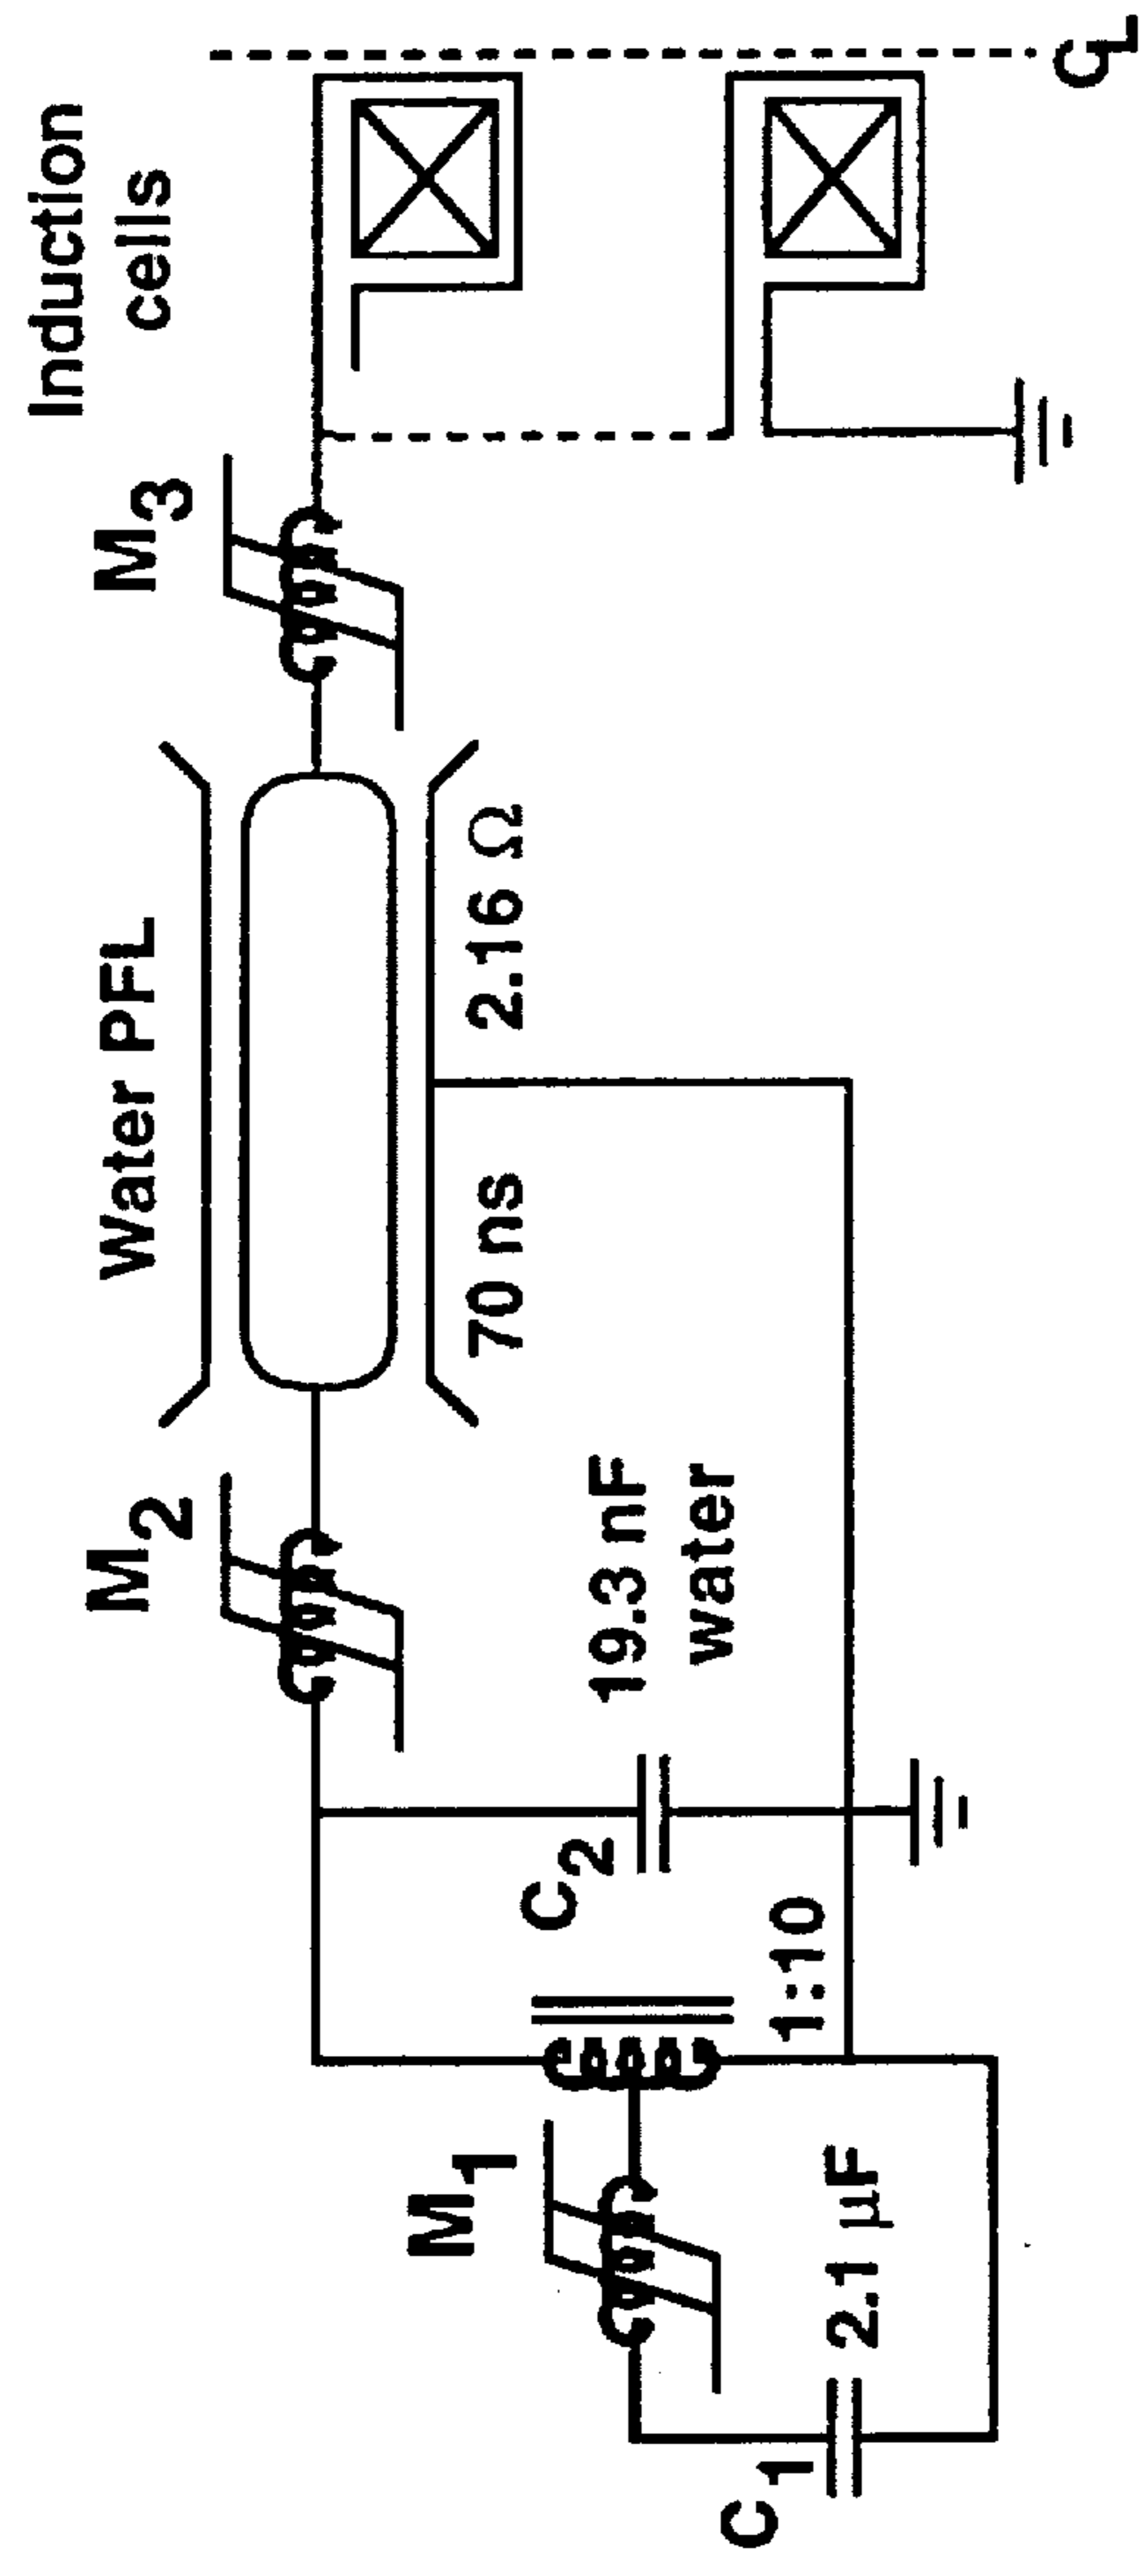 C1
2.1 µF
M1
1:10
C2
19.3 nF
water
M2
Water PFL
70 ns
2.16 Ω
M3
Induction
cells
CL